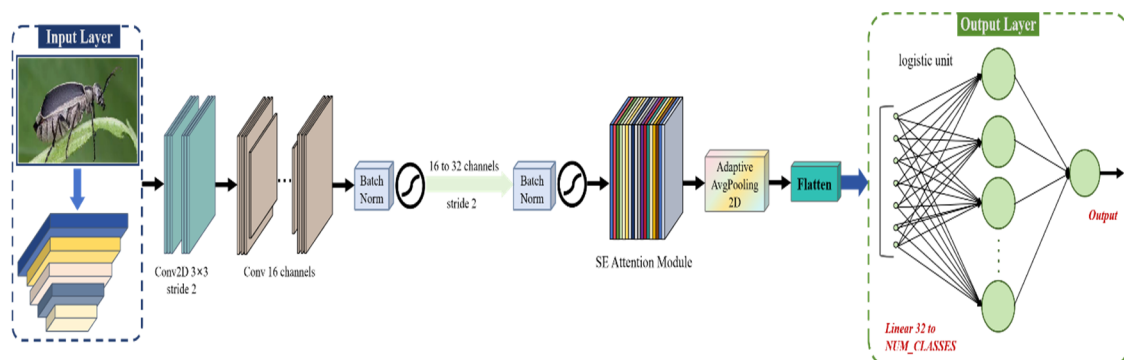 Input Layer
Conv2D 3×3
stride 2
Conv 16 channels
Batch
Norm
16 to 32 channels
stride 2
Batch
Norm
SE Attention Module
Adaptive
AvgPooling
2D
Flatten
Output Layer
logistic unit
Linear 32 to
NUM_CLASSES
Output